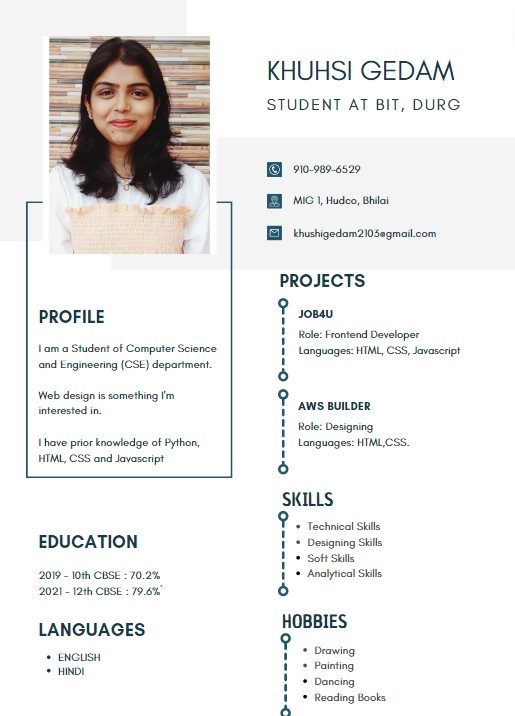 KHUHSI GEDAM
STUDENT AT BIT, DURG
910-989-6529
MIG 1, Hudco, Bhilai
khushigedam2103@gmail.com
PROFILE
I am a Student of Computer Science
and Engineering (CSE) department.
Web design is something I'm
interested in.
I have prior knowledge of Python,
HTML, CSS and Javascript
EDUCATION
2019 - 10th CBSE : 70.2%
2021 - 12th CBSE : 79.6%`
LANGUAGES
• ENGLISH
• HINDI
PROJECTS
JOB4U
Role: Frontend Developer
Languages: HTML, CSS, Javascript
AWS BUILDER
Role: Designing
Languages: HTML,CSS.
SKILLS
• Technical Skills
• Designing Skills
• Soft Skills
• Analytical Skills
HOBBIES
• Drawing
• Painting
• Dancing
• Reading Books